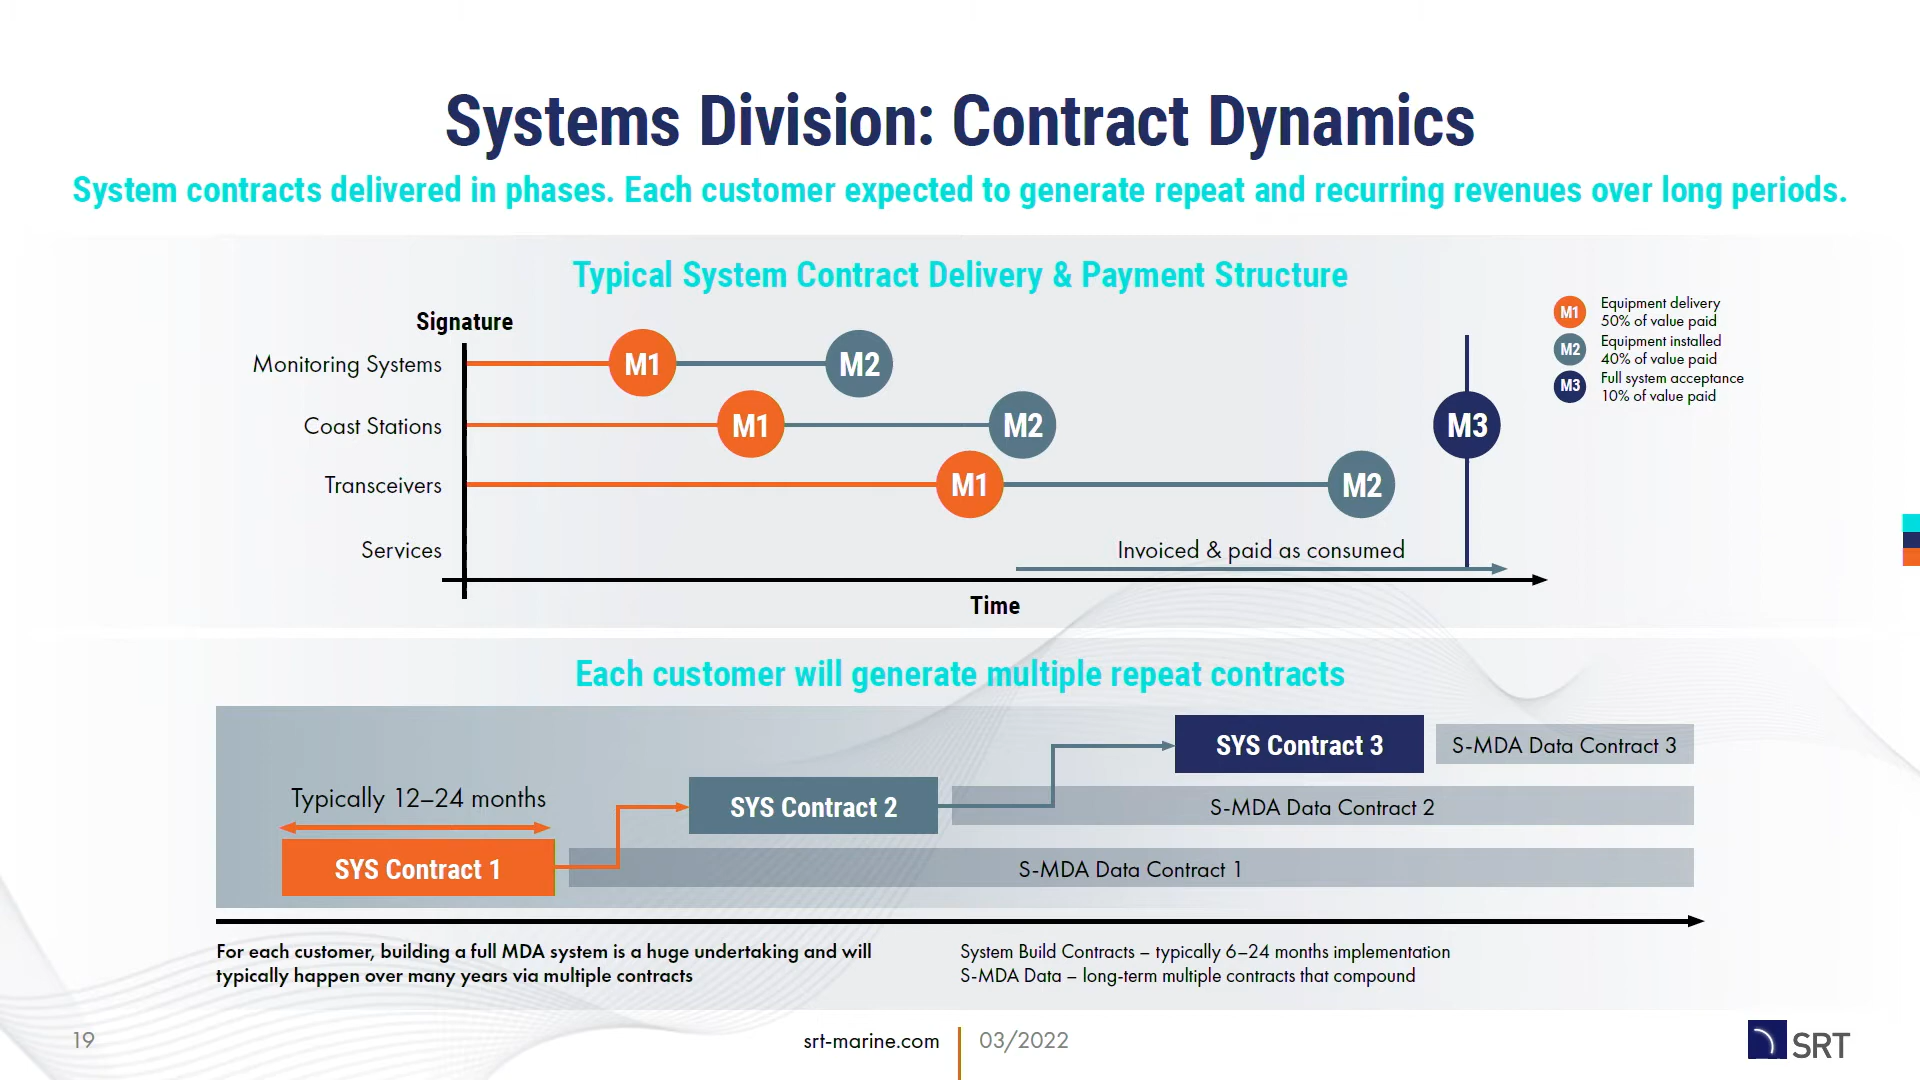 Systems Division: Contract Dynamics
System contracts delivered in phases. Each customer expected to generate repeat and recurring revenues over long periods.
Typical System Contract Delivery & Payment Structure
Signature
M1 Equipment delivery
50% of value paid
M2 Equipment installed
40% of value paid
M3 Full system acceptance
10% of value paid
Monitoring Systems M1 M2
Coast Stations M1 M2 M3
Transceivers M1 M2
Services Invoiced & paid as consumed
Time
Each customer will generate multiple repeat contracts
SYS Contract 3 S-MDA Data Contract 3
Typically 12–24 months
SYS Contract 2 S-MDA Data Contract 2
SYS Contract 1 S-MDA Data Contract 1
For each customer, building a full MDA system is a huge undertaking and will
typically happen over many years via multiple contracts
System Build Contracts – typically 6–24 months implementation
S-MDA Data – long-term multiple contracts that compound
19
srt-marine.com
03/2022
SRT